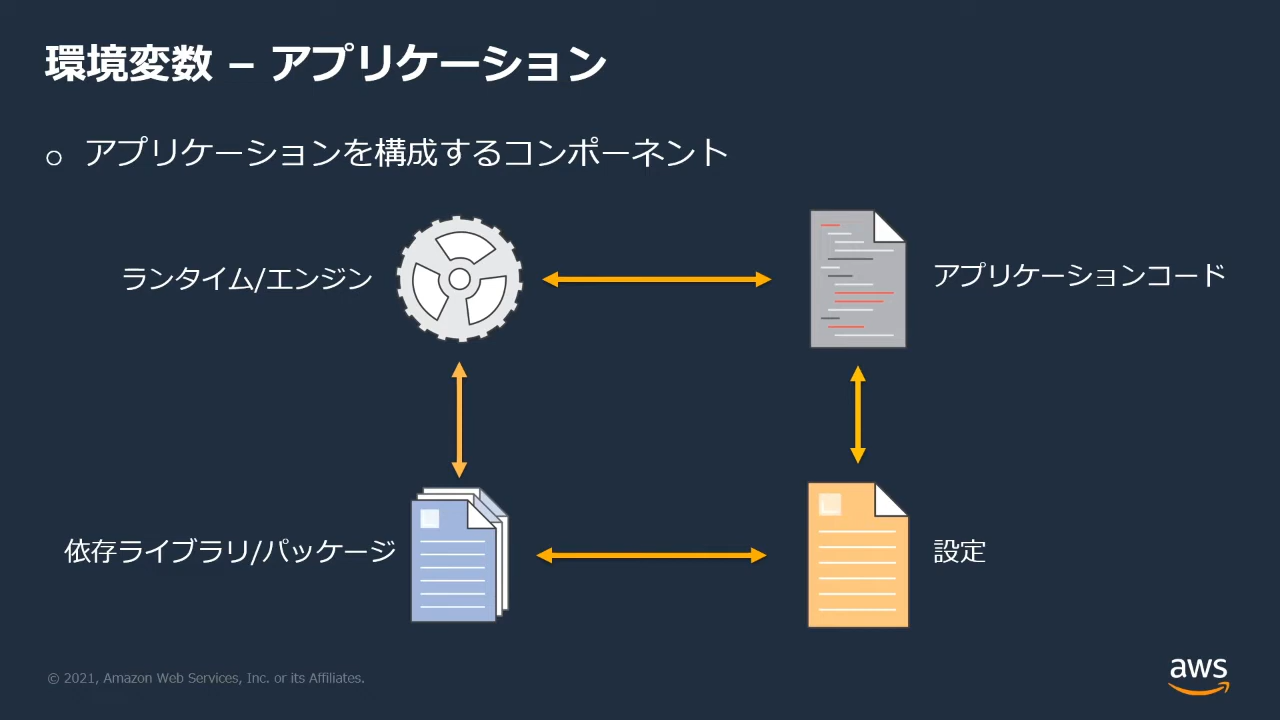 環境変数 – アプリケーション
o アプリケーションを構成するコンポーネント
ランタイム/エンジン
アプリケーションコード
依存ライブラリ/パッケージ
設定
© 2021, Amazon Web Services, Inc. or its Affiliates.
aws